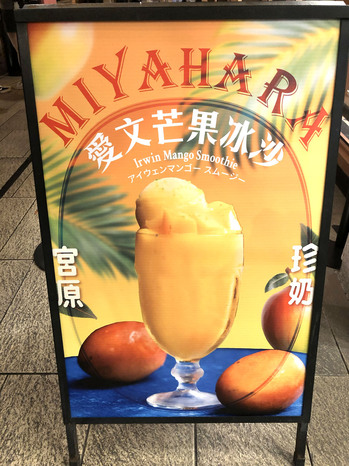 MIYAHARA
愛文芒果冰沙
Irwin Mango Smoothie
アイウェンマンゴー スムージー
宮原
珍奶